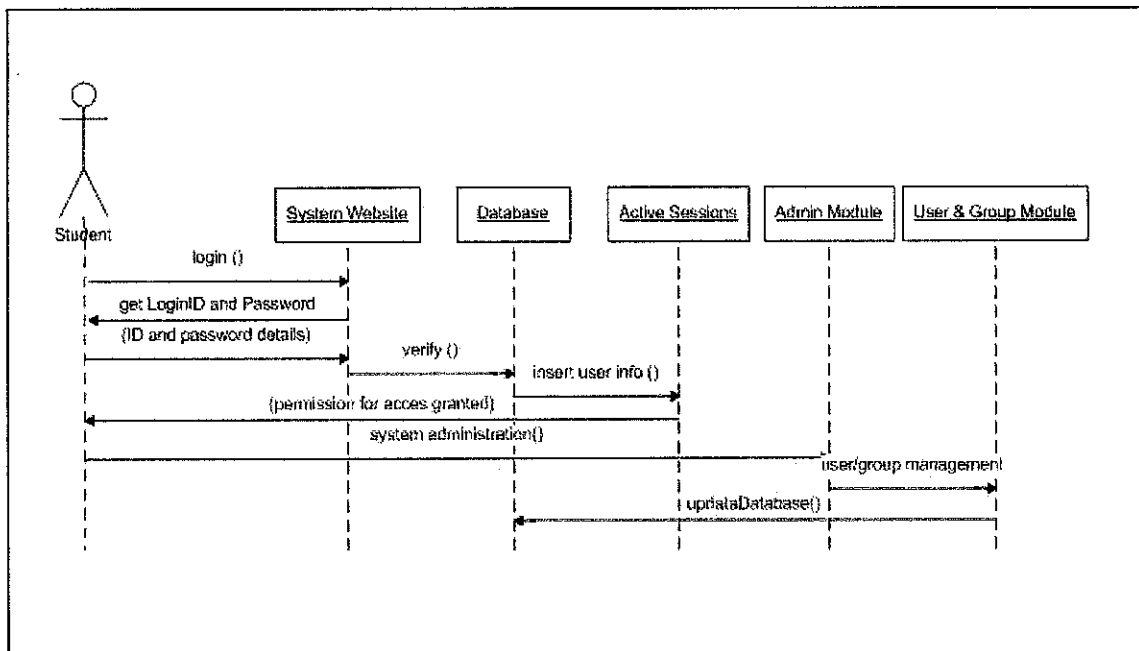 Student
System Website
Database
Active Sessions
Admin Module
User & Group Module
login ()
get LoginID and Password
(ID and password details)
verify ()
insert user info ()
(permission for acces granted)
system administration()
user/group management
updataDatabase()